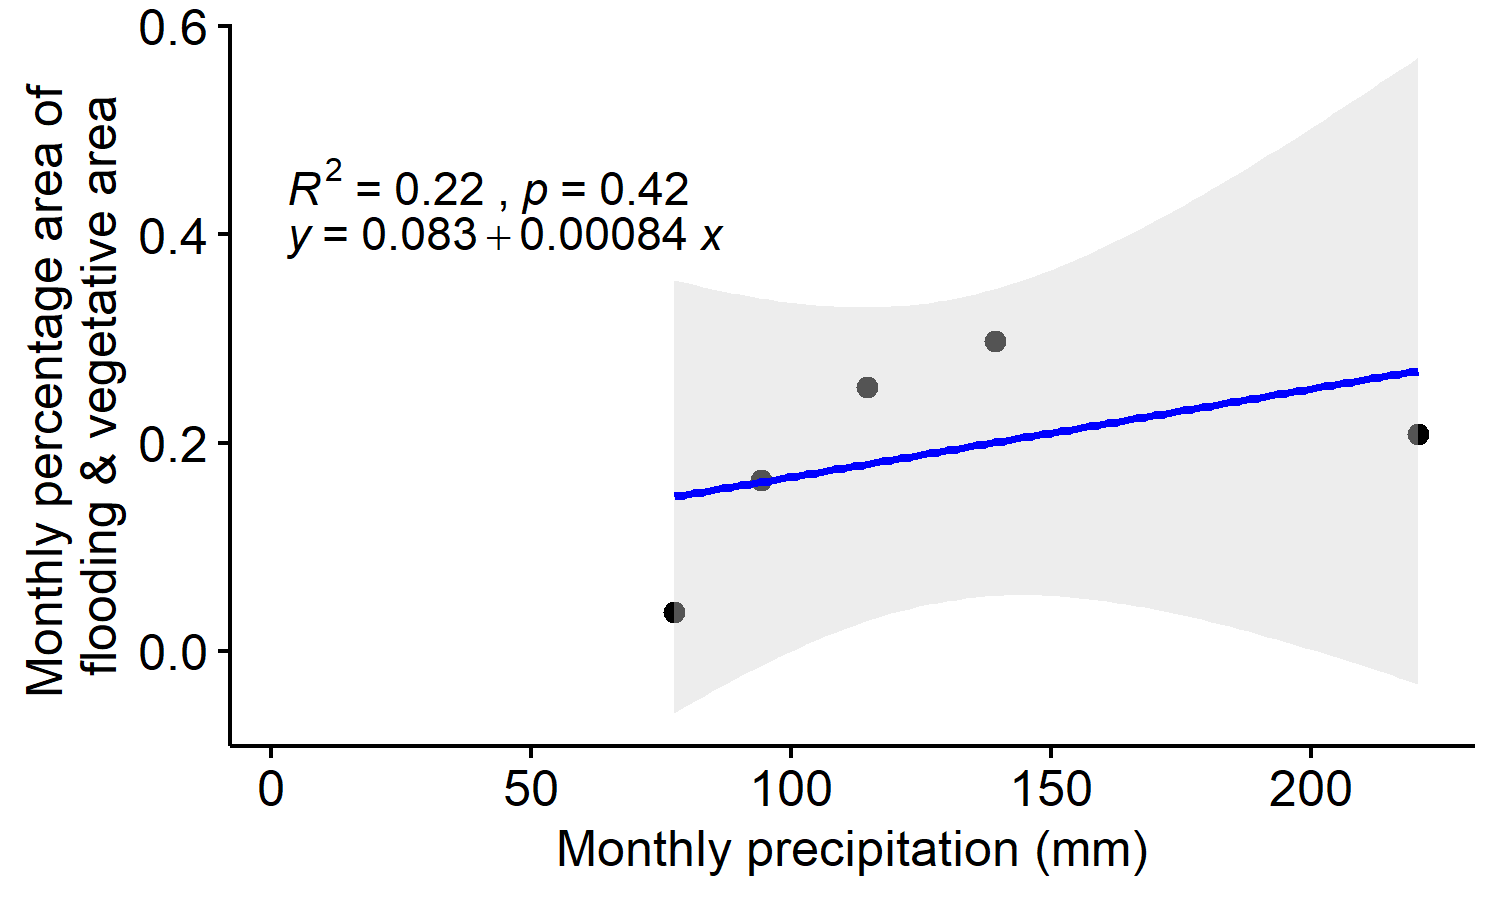 Monthly percentage area of
flooding & vegetative area
0.6
0.4
0.2
0.0
R² = 0.22 , p = 0.42
y = 0.083 + 0.00084 x
0 50 100 150 200
Monthly precipitation (mm)